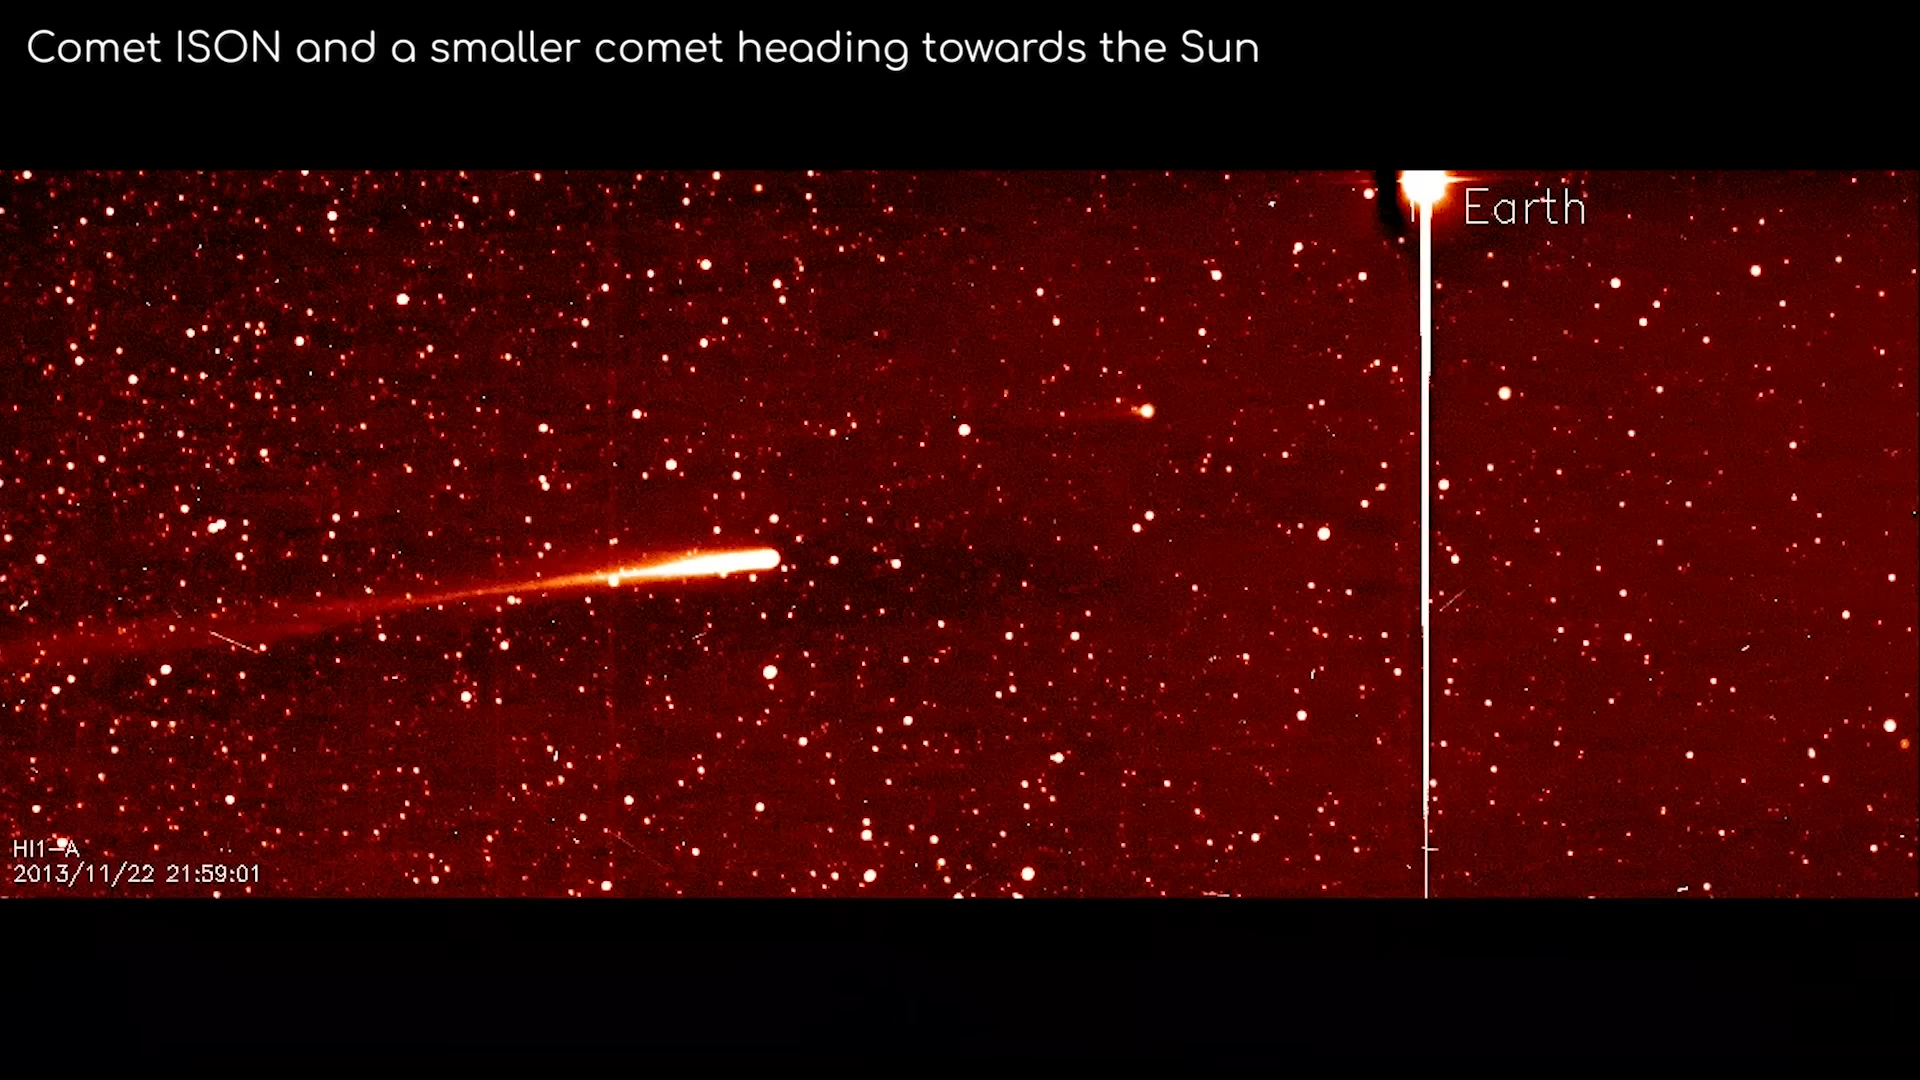 Comet ISON and a smaller comet heading towards the Sun
Earth
HI1-A
2013/11/22 21:59:01